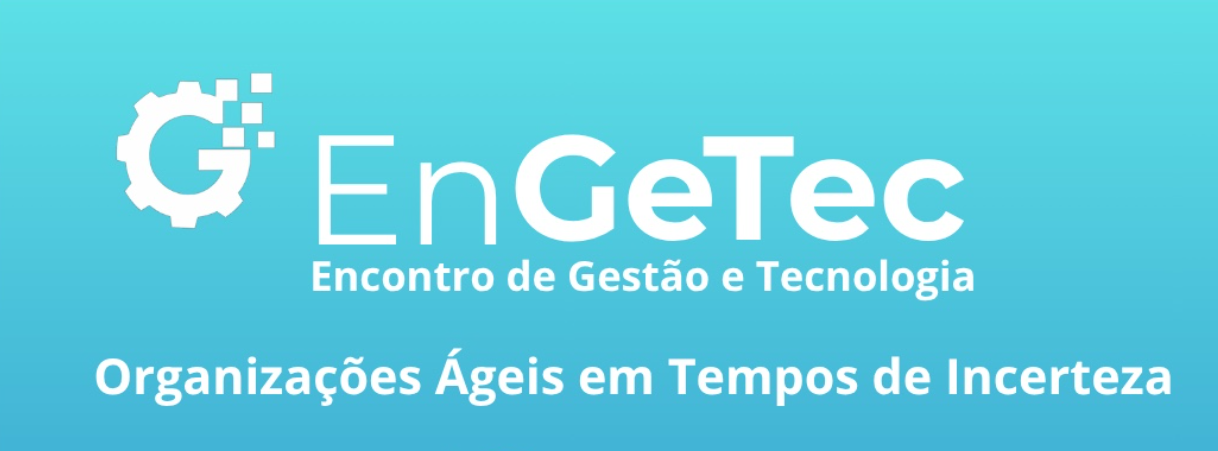 EnGeTec
Encontro de Gestão e Tecnologia
Organizações Ágeis em Tempos de Incerteza